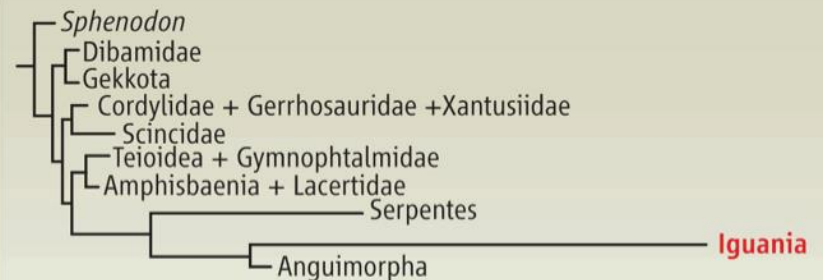 Sphenodon
Dibamidae
Gekkota
Cordylidae + Gerrhosauridae +Xantusiidae
Scincidae
Teioidea + Gymnophtalmidae
Amphisbaenia + Lacertidae
Serpentes
Iguania
Anguimorpha